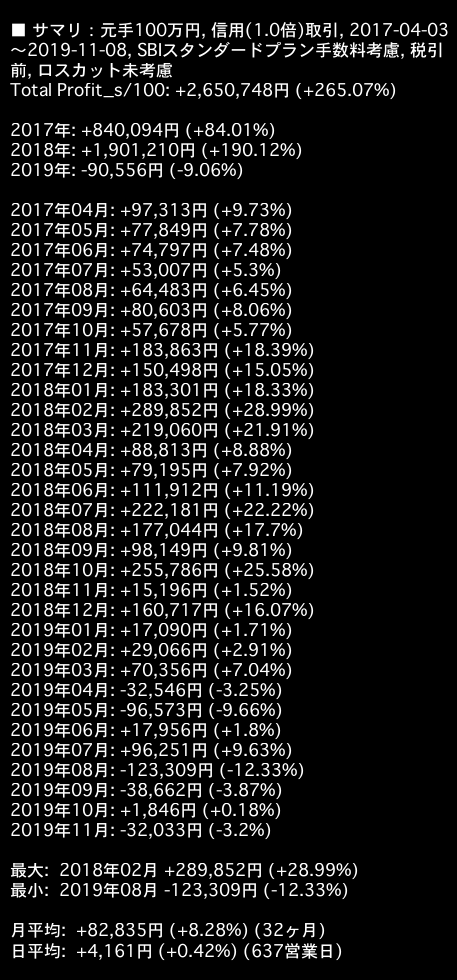 ■ サマリ : 元手100万円, 信用(1.0倍)取引, 2017-04-03
〜2019-11-08, SBIスタンダードプラン手数料考慮, 税引
前, ロスカット未考慮
Total Profit_s/100: +2,650,748円 (+265.07%)
2017年: +840,094円 (+84.01%)
2018年: +1,901,210円 (+190.12%)
2019年: -90,556円 (-9.06%)
2017年04月: +97,313円 (+9.73%)
2017年05月: +77,849円 (+7.78%)
2017年06月: +74,797円 (+7.48%)
2017年07月: +53,007円 (+5.3%)
2017年08月: +64,483円 (+6.45%)
2017年09月: +80,603円 (+8.06%)
2017年10月: +57,678円 (+5.77%)
2017年11月: +183,863円 (+18.39%)
2017年12月: +150,498円 (+15.05%)
2018年01月: +183,301円 (+18.33%)
2018年02月: +289,852円 (+28.99%)
2018年03月: +219,060円 (+21.91%)
2018年04月: +88,813円 (+8.88%)
2018年05月: +79,195円 (+7.92%)
2018年06月: +111,912円 (+11.19%)
2018年07月: +222,181円 (+22.22%)
2018年08月: +177,044円 (+17.7%)
2018年09月: +98,149円 (+9.81%)
2018年10月: +255,786円 (+25.58%)
2018年11月: +15,196円 (+1.52%)
2018年12月: +160,717円 (+16.07%)
2019年01月: +17,090円 (+1.71%)
2019年02月: +29,066円 (+2.91%)
2019年03月: +70,356円 (+7.04%)
2019年04月: -32,546円 (-3.25%)
2019年05月: -96,573円 (-9.66%)
2019年06月: +17,956円 (+1.8%)
2019年07月: +96,251円 (+9.63%)
2019年08月: -123,309円 (-12.33%)
2019年09月: -38,662円 (-3.87%)
2019年10月: +1,846円 (+0.18%)
2019年11月: -32,033円 (-3.2%)
最大: 2018年02月 +289,852円 (+28.99%)
最小: 2019年08月 -123,309円 (-12.33%)
月平均: +82,835円 (+8.28%) (32ヶ月)
日平均: +4,161円 (+0.42%) (637営業日)